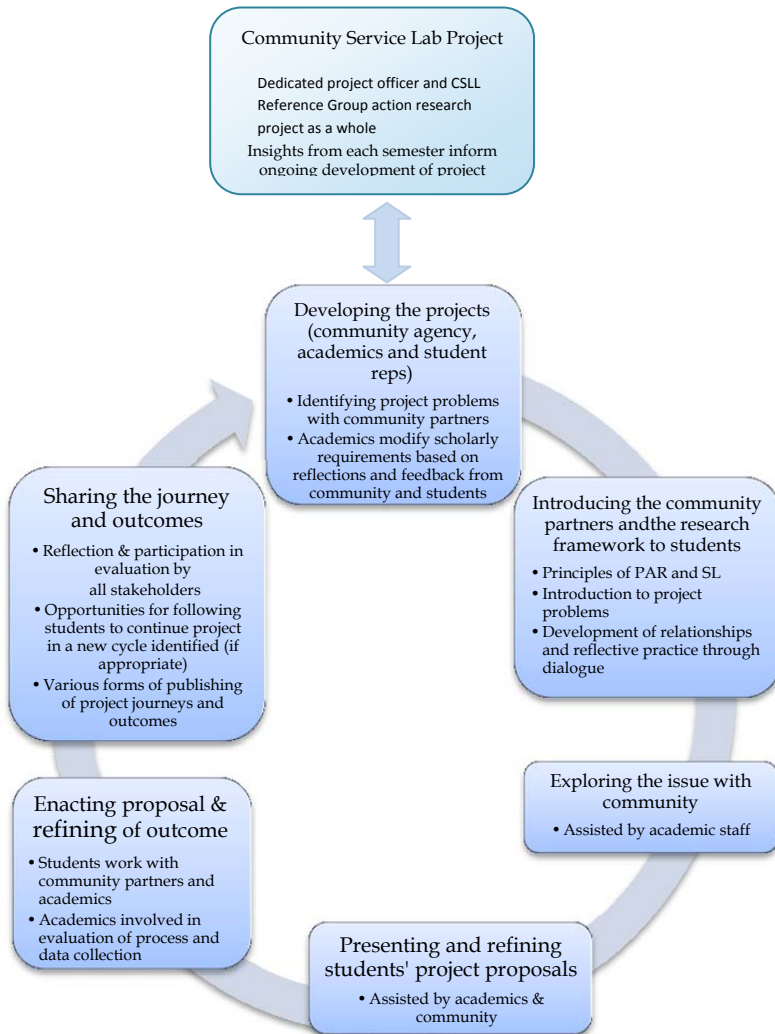 Community Service Lab Project
Dedicated project officer and CSLL
Reference Group action research
project as a whole
Insights from each semester inform
ongoing development of project
Developing the projects
(community agency,
academics and student
reps)
• Identifying project problems
with community partners
• Academics modify scholarly
requirements based on
reflections and feedback from
community and students
Introducing the community
partners andthe research
framework to students
• Principles of PAR and SL
• Introduction to project
problems
• Development of relationships
and reflective practice through
dialogue
Exploring the issue with
community
• Assisted by academic staff
Presenting and refining
students' project proposals
• Assisted by academics &
community
Enacting proposal &
refining of outcome
• Students work with
community partners and
academics
• Academics involved in
evaluation of process and
data collection
Sharing the journey
and outcomes
• Reflection & participation in
evaluation by
all stakeholders
• Opportunities for following
students to continue project
in a new cycle identified (if
appropriate)
• Various forms of publishing
of project journeys and
outcomes